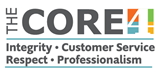 THE CORE 4
Integrity • Customer Service
Respect • Professionalism